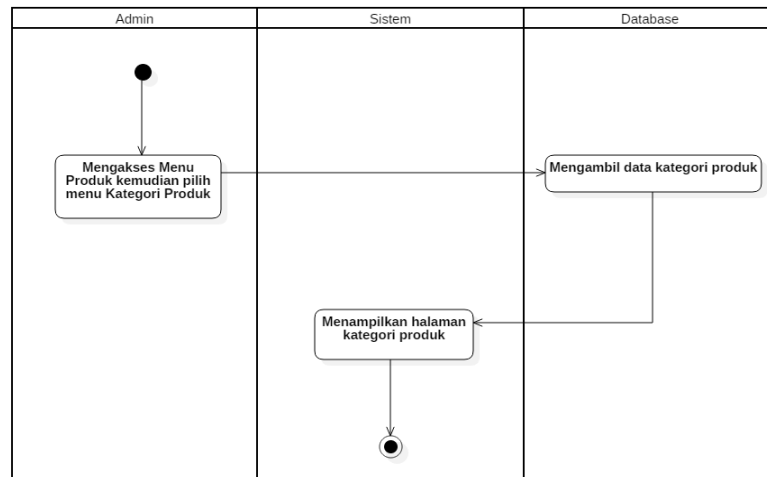 Admin
Sistem
Database
Mengakses Menu
Produk kemudian pilih
menu Kategori Produk
Mengambil data kategori produk
Menampilkan halaman
kategori produk